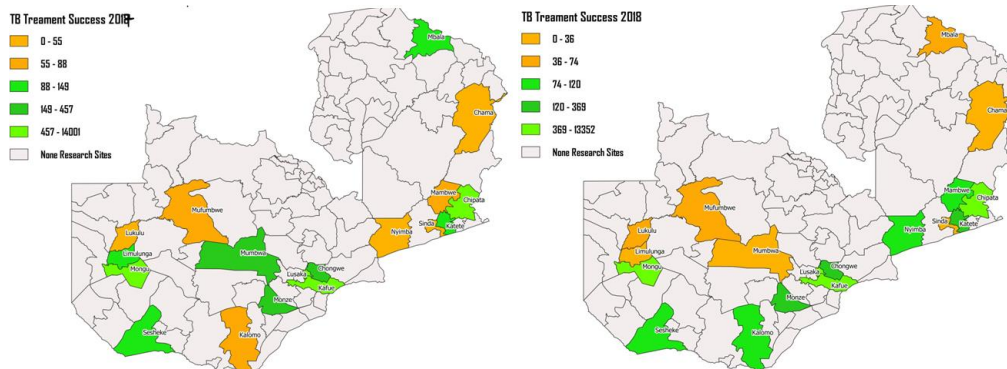 TB Treament Success 2018
0 - 55
55 - 88
88 - 149
149 - 457
457 - 14001
None Research Sites
Mbala
Chama
Mambwe
Chipata
Sinda
Katete
Nyimba
Mufumbwe
Lukulu
Limulunga
Mongu
Mumbwa
Chongwe
Lusaka
Kafue
Monze
Sesheke
Kalomo
TB Treament Success 2018
0 - 36
36 - 74
74 - 120
120 - 369
369 - 13352
None Research Sites
Mbala
Chama
Mambwe
Chipata
Sinda
Katete
Nyimba
Mufumbwe
Lukulu
Limulunga
Mongu
Mumbwa
Chongwe
Lusaka
Kafue
Monze
Sesheke
Kalomo